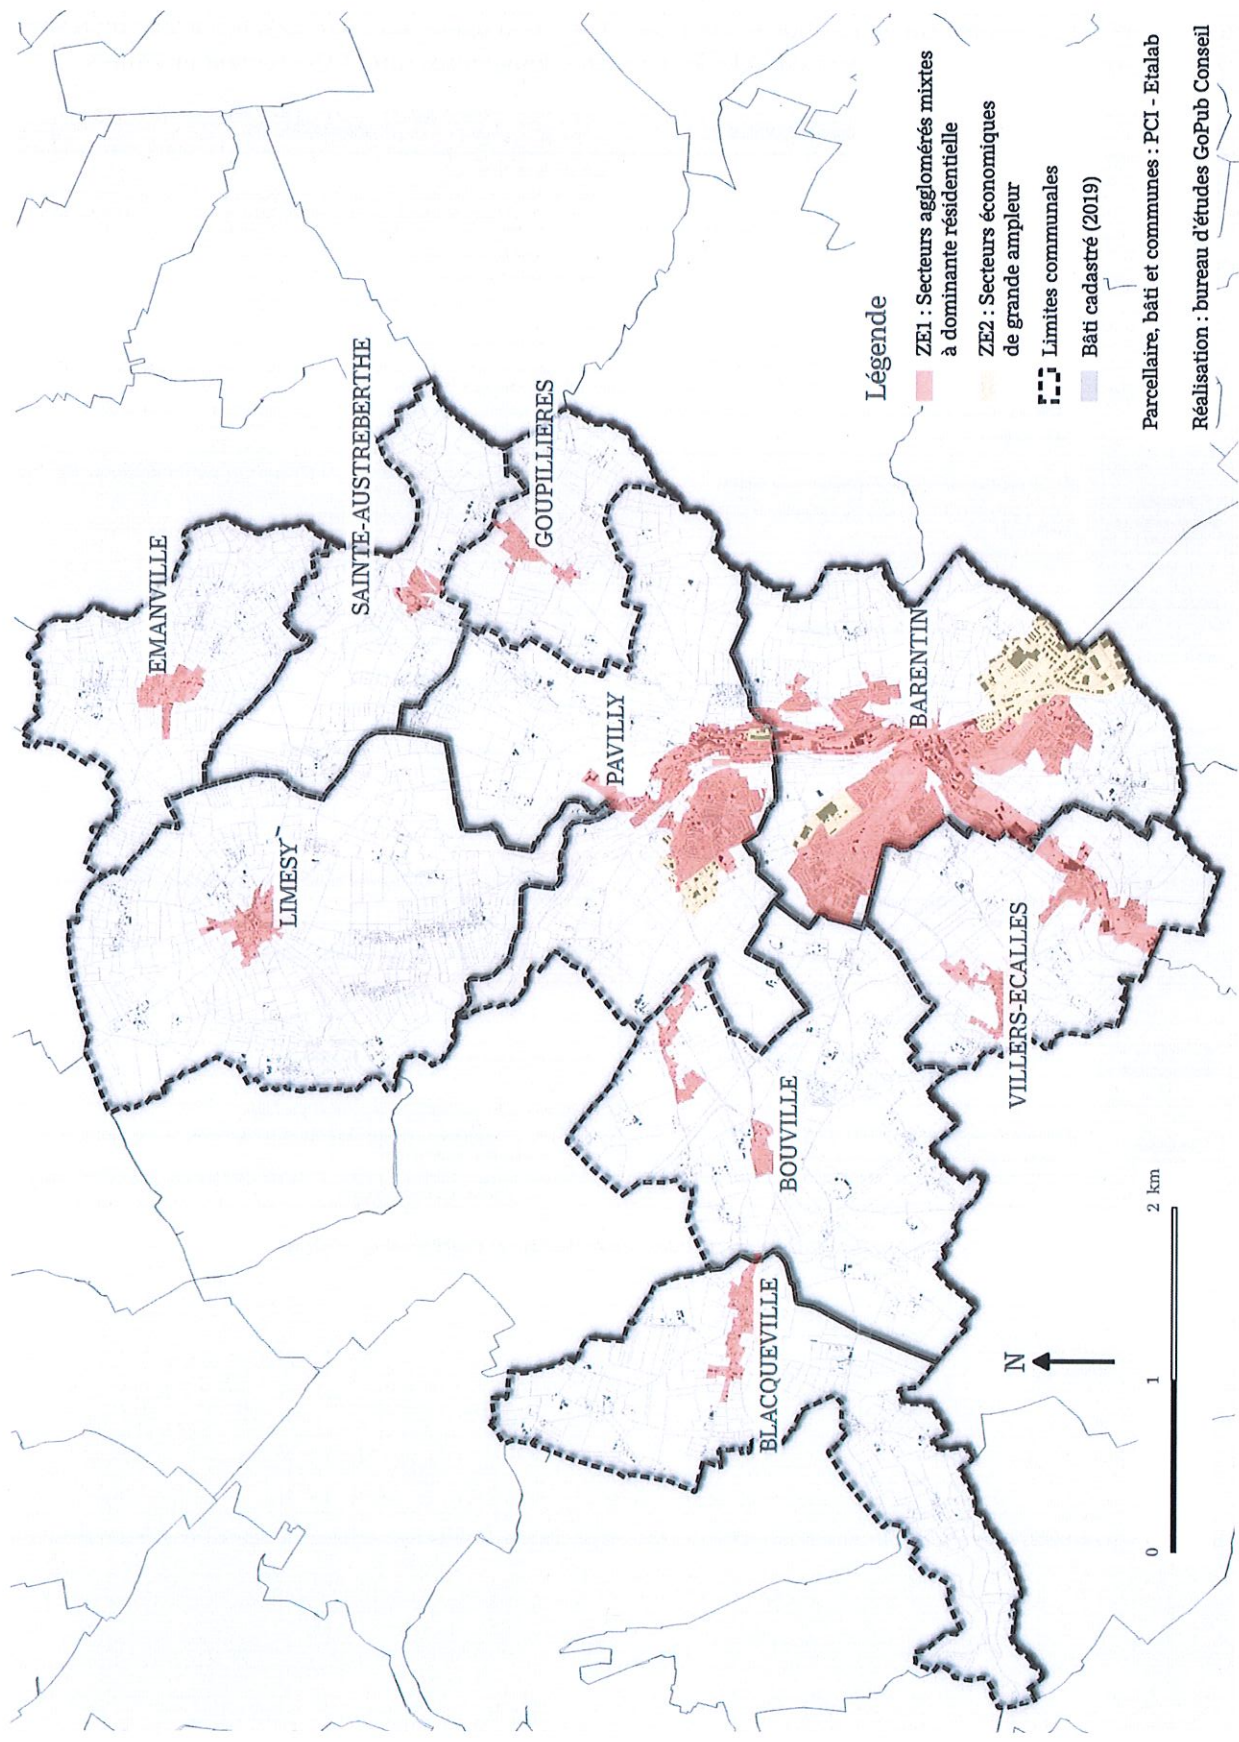 EMANVILLE
LIMESY
SAINTE-AUSTREBERTHE
GOUPILLIERES
PAVILLY
BLACQUEVILLE
BOUVILLE
BARENTIN
VILLERS-ECALLES
N
0 1 2 km
Légende
ZE1 : Secteurs agglomérés mixtes
à dominante résidentielle
ZE2 : Secteurs économiques
de grande ampleur
Limites communales
Bâti cadastré (2019)
Parcellaire, bâti et communes : PCI - Etalab
Réalisation : bureau d'études GoPub Conseil